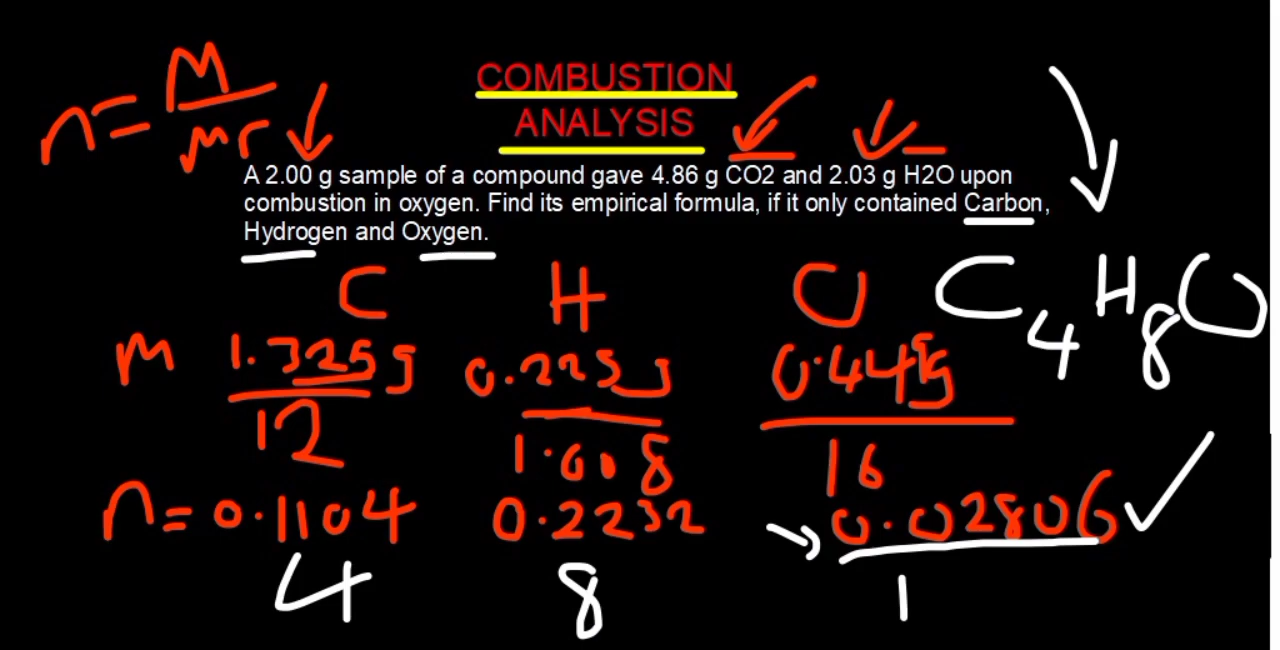 COMBUSTION
ANALYSIS
n = M / Mr
A 2.00 g sample of a compound gave 4.86 g CO2 and 2.03 g H2O upon
combustion in oxygen. Find its empirical formula, if it only contained Carbon,
Hydrogen and Oxygen.
C H O C4H8O
m 1.325g 0.225g 0.449g
12 1.008 16
n= 0.1104 0.2232 0.02806
4 8 1